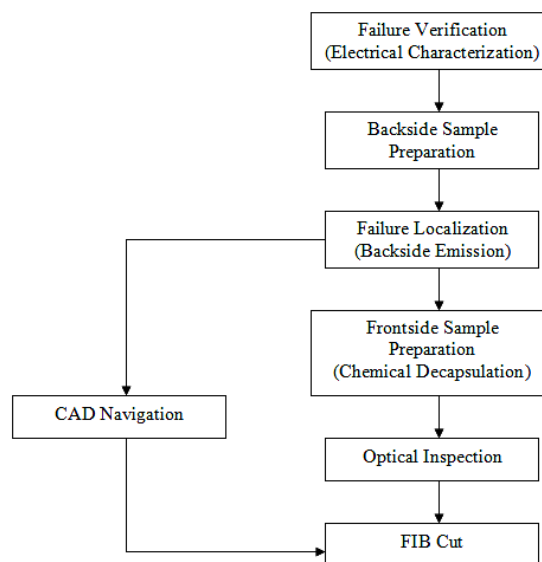 Failure Verification
(Electrical Characterization)
Backside Sample
Preparation
Failure Localization
(Backside Emission)
Frontside Sample
Preparation
(Chemical Decapsulation)
CAD Navigation
Optical Inspection
FIB Cut